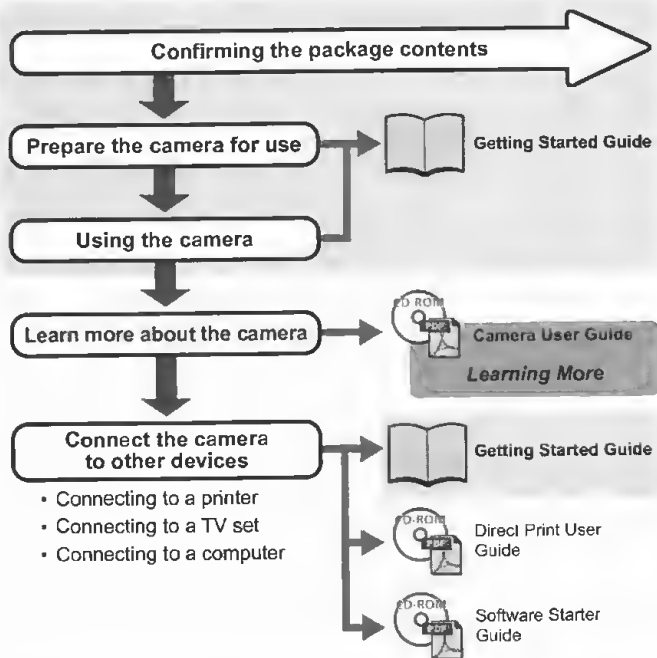 Confirming the package contents
Prepare the camera for use
Getting Started Guide
Using the camera
Learn more about the camera
CD-ROM
PDF
Camera User Guide
Learning More
Connect the camera
to other devices
Getting Started Guide
• Connecting to a printer
• Connecting to a TV set
• Connecting to a computer
CD-ROM
PDF
Direct Print User
Guide
CD-ROM
PDF
Software Starter
Guide